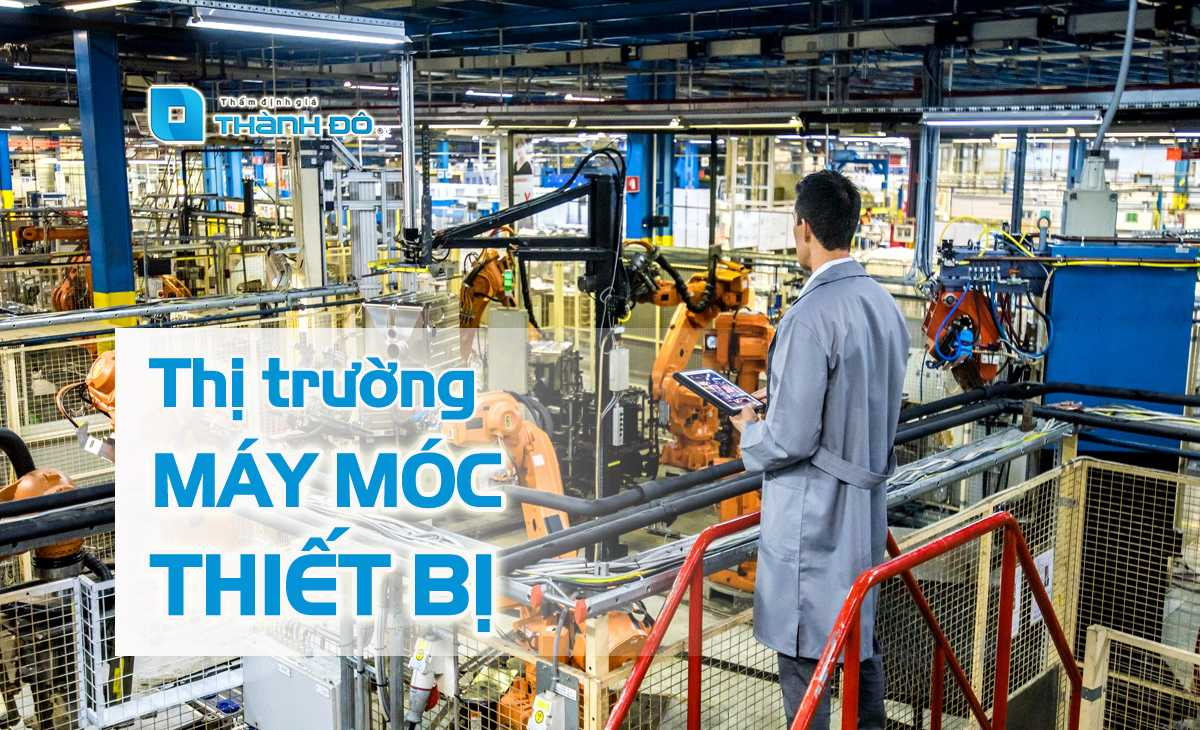 Thẩm định giá
THÀNH ĐÔ
Thị trường
MÁY MÓC
THIẾT BỊ